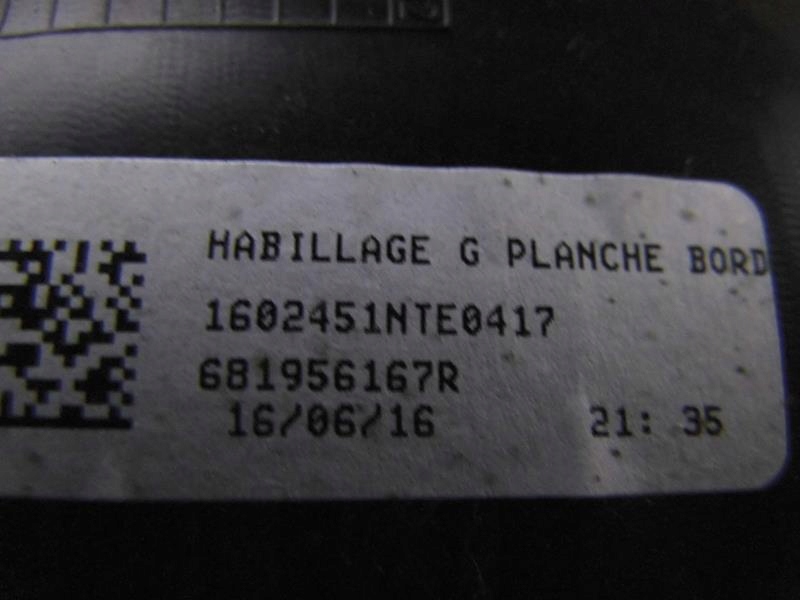 HABILLAGE G PLANCHE BORD
1602451NTE0417
681956167R
16/06/16 21: 35